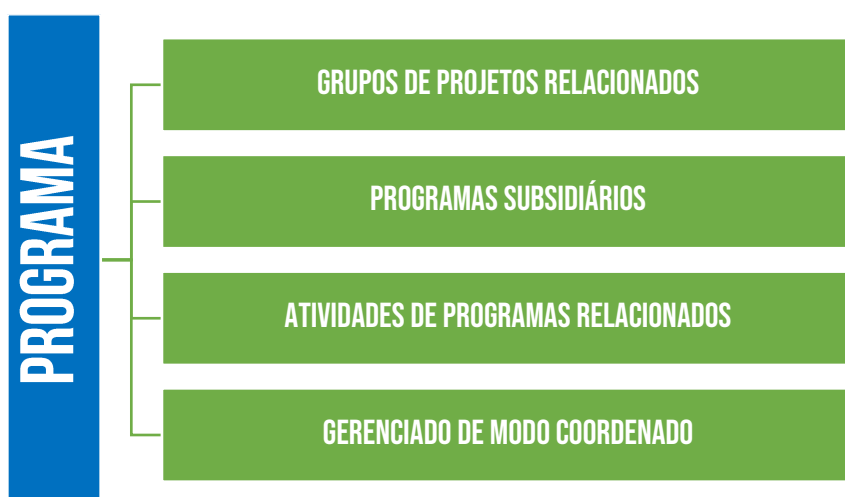 PROGRAMA
GRUPOS DE PROJETOS RELACIONADOS
PROGRAMAS SUBSIDIÁRIOS
ATIVIDADES DE PROGRAMAS RELACIONADOS
GERENCIADO DE MODO COORDENADO